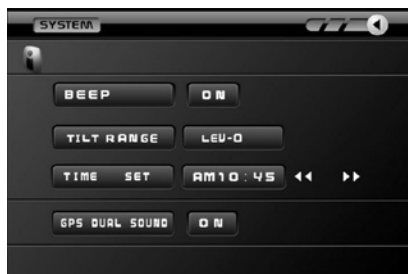 SYSTEM
BEEP ON
TILT RANGE LEV-0
TIME SET AM10:45
GPS DUAL SOUND ON